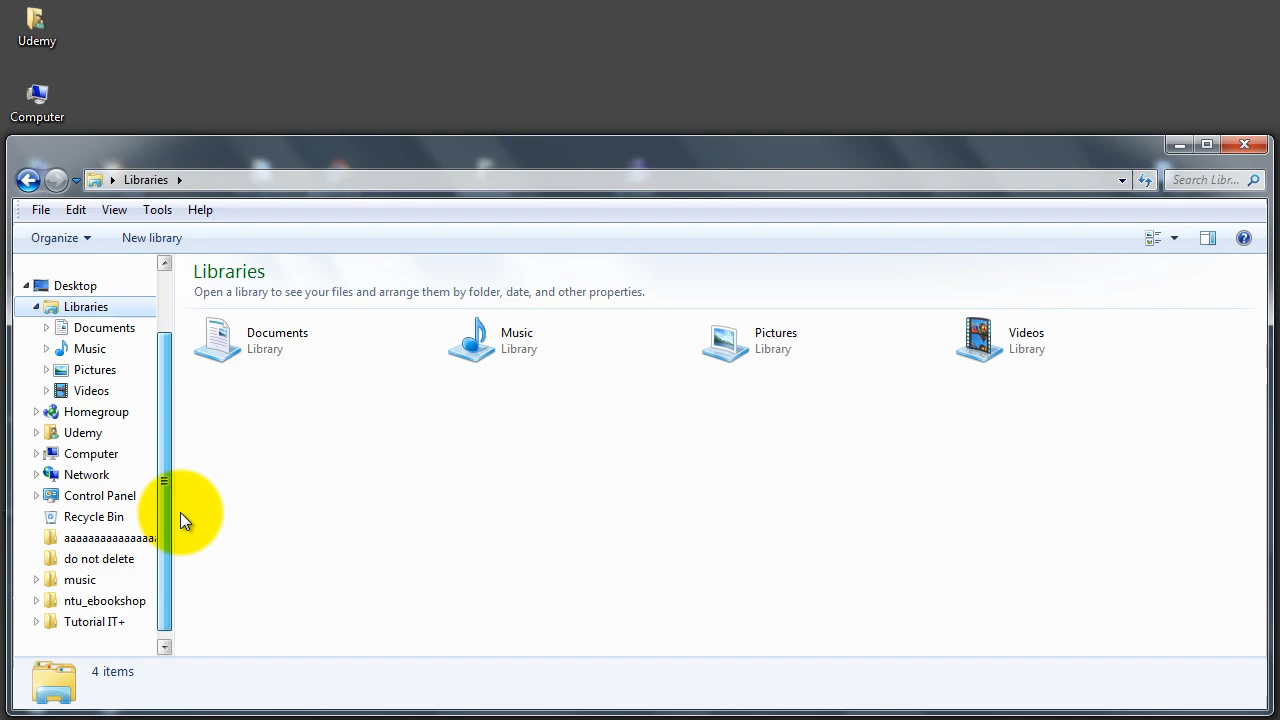 Udemy
Computer
Libraries
Search Libr...
File Edit View Tools Help
Organize New library
Desktop
Libraries
Documents
Music
Pictures
Videos
Homegroup
Udemy
Computer
Network
Control Panel
Recycle Bin
do not delete
music
ntu_ebookshop
Tutorial IT+
Libraries
Open a library to see your files and arrange them by folder, date, and other properties.
Documents
Library
Music
Library
Pictures
Library
Videos
Library
4 items